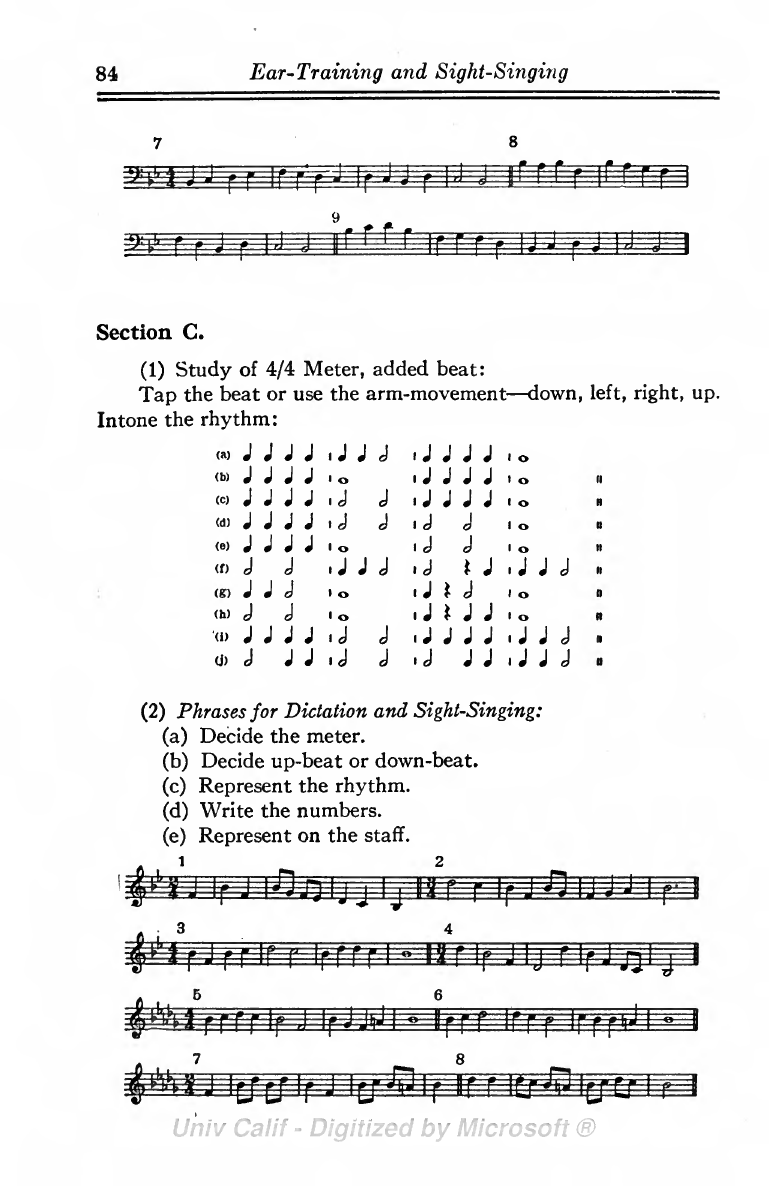 84 Ear-Training and Sight-Singing
7 8
9
Section C.
(1) Study of 4/4 Meter, added beat:
Tap the beat or use the arm-movement—down, left, right, up.
Intone the rhythm:
(a)
(b)
(c)
(d)
(e)
(f)
(g)
(h)
(i)
(j)
(2) Phrases for Dictation and Sight-Singing:
(a) Decide the meter.
(b) Decide up-beat or down-beat.
(c) Represent the rhythm.
(d) Write the numbers.
(e) Represent on the staff.
1 2
3 4
5 6
7 8
Univ Calif - Digitized by Microsoft ®